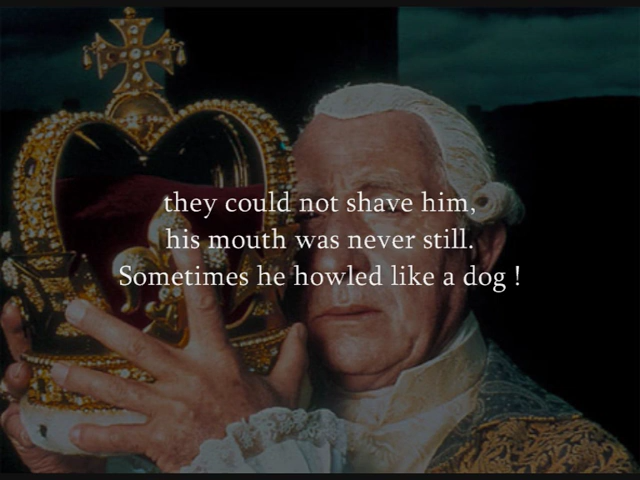 they could not shave him,
his mouth was never still.
Sometimes he howled like a dog !